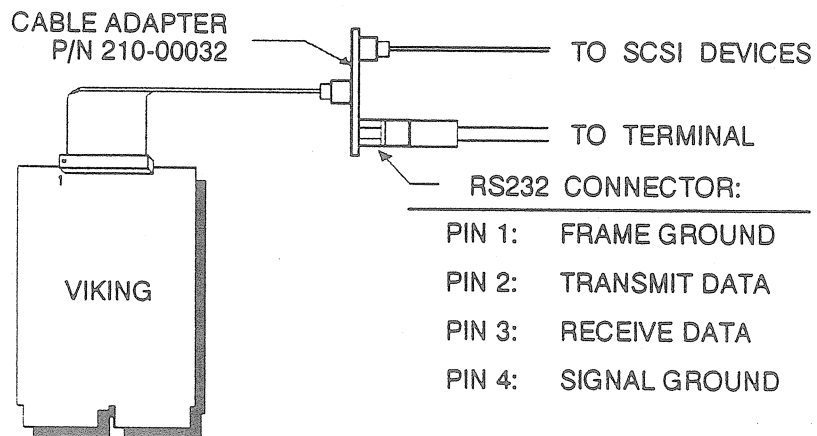 CABLE ADAPTER
P/N 210-00032
TO SCSI DEVICES
TO TERMINAL
RS232 CONNECTOR:
1
VIKING
PIN 1: FRAME GROUND
PIN 2: TRANSMIT DATA
PIN 3: RECEIVE DATA
PIN 4: SIGNAL GROUND